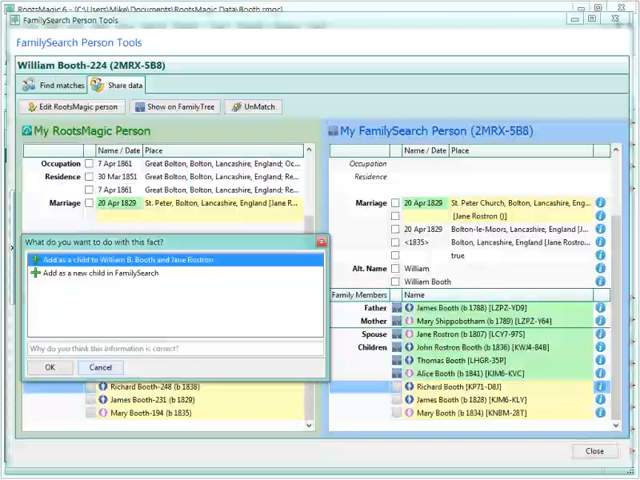 RootsMagic 6 - [C:\Users\Mike\Documents\RootsMagic Data\Booth.rmgc]
FamilySearch Person Tools
FamilySearch Person Tools
William Booth-224 (2MRX-5B8)
Find matches
Share data
Edit RootsMagic person
Show on FamilyTree
UnMatch
My RootsMagic Person
Name / Date
Place
Occupation
7 Apr 1861
Great Bolton, Bolton, Lancashire, England; Oc...
Residence
30 Mar 1851
Great Bolton, Bolton, Lancashire, England; Re...
7 Apr 1861
Great Bolton, Bolton, Lancashire, England; Re...
Marriage
20 Apr 1829
St. Peter, Bolton, Lancashire, England [Jane R...
What do you want to do with this fact?
Add as a child to William B. Booth and Jane Rostron
Add as a new child in FamilySearch
Why do you think this information is correct?
OK
Cancel
Richard Booth-248 (b 1838)
James Booth-231 (b 1829)
Mary Booth-194 (b 1835)
My FamilySearch Person (2MRX-5B8)
Name / Date
Place
Occupation
Residence
Marriage
20 Apr 1829
St. Peter Church, Bolton, Lancashire, Eng...
[Jane Rostron ()]
20 Apr 1829
Bolton-le-Moors, Lancashire, England [J...
<1835>
Bolton, Lancashire, England [Jane Rostro...
true
Alt. Name
William
William Booth
Family Members
Name
Father
James Booth (b 1788) [LZPZ-YD9]
Mother
Mary Shippobotham (b 1789) [LZPZ-Y64]
Spouse
Jane Rostron (b 1807) [LCY7-97S]
Children
John Rostron Booth (b 1836) [KWJ4-84B]
Thomas Booth [LHGR-35P]
Alice Booth (b 1841) [KJM6-KVC]
Richard Booth [KP71-DBJ]
James Booth (b 1828) [KJM6-KLY]
Mary Booth (b 1834) [KNBM-28T]
Close